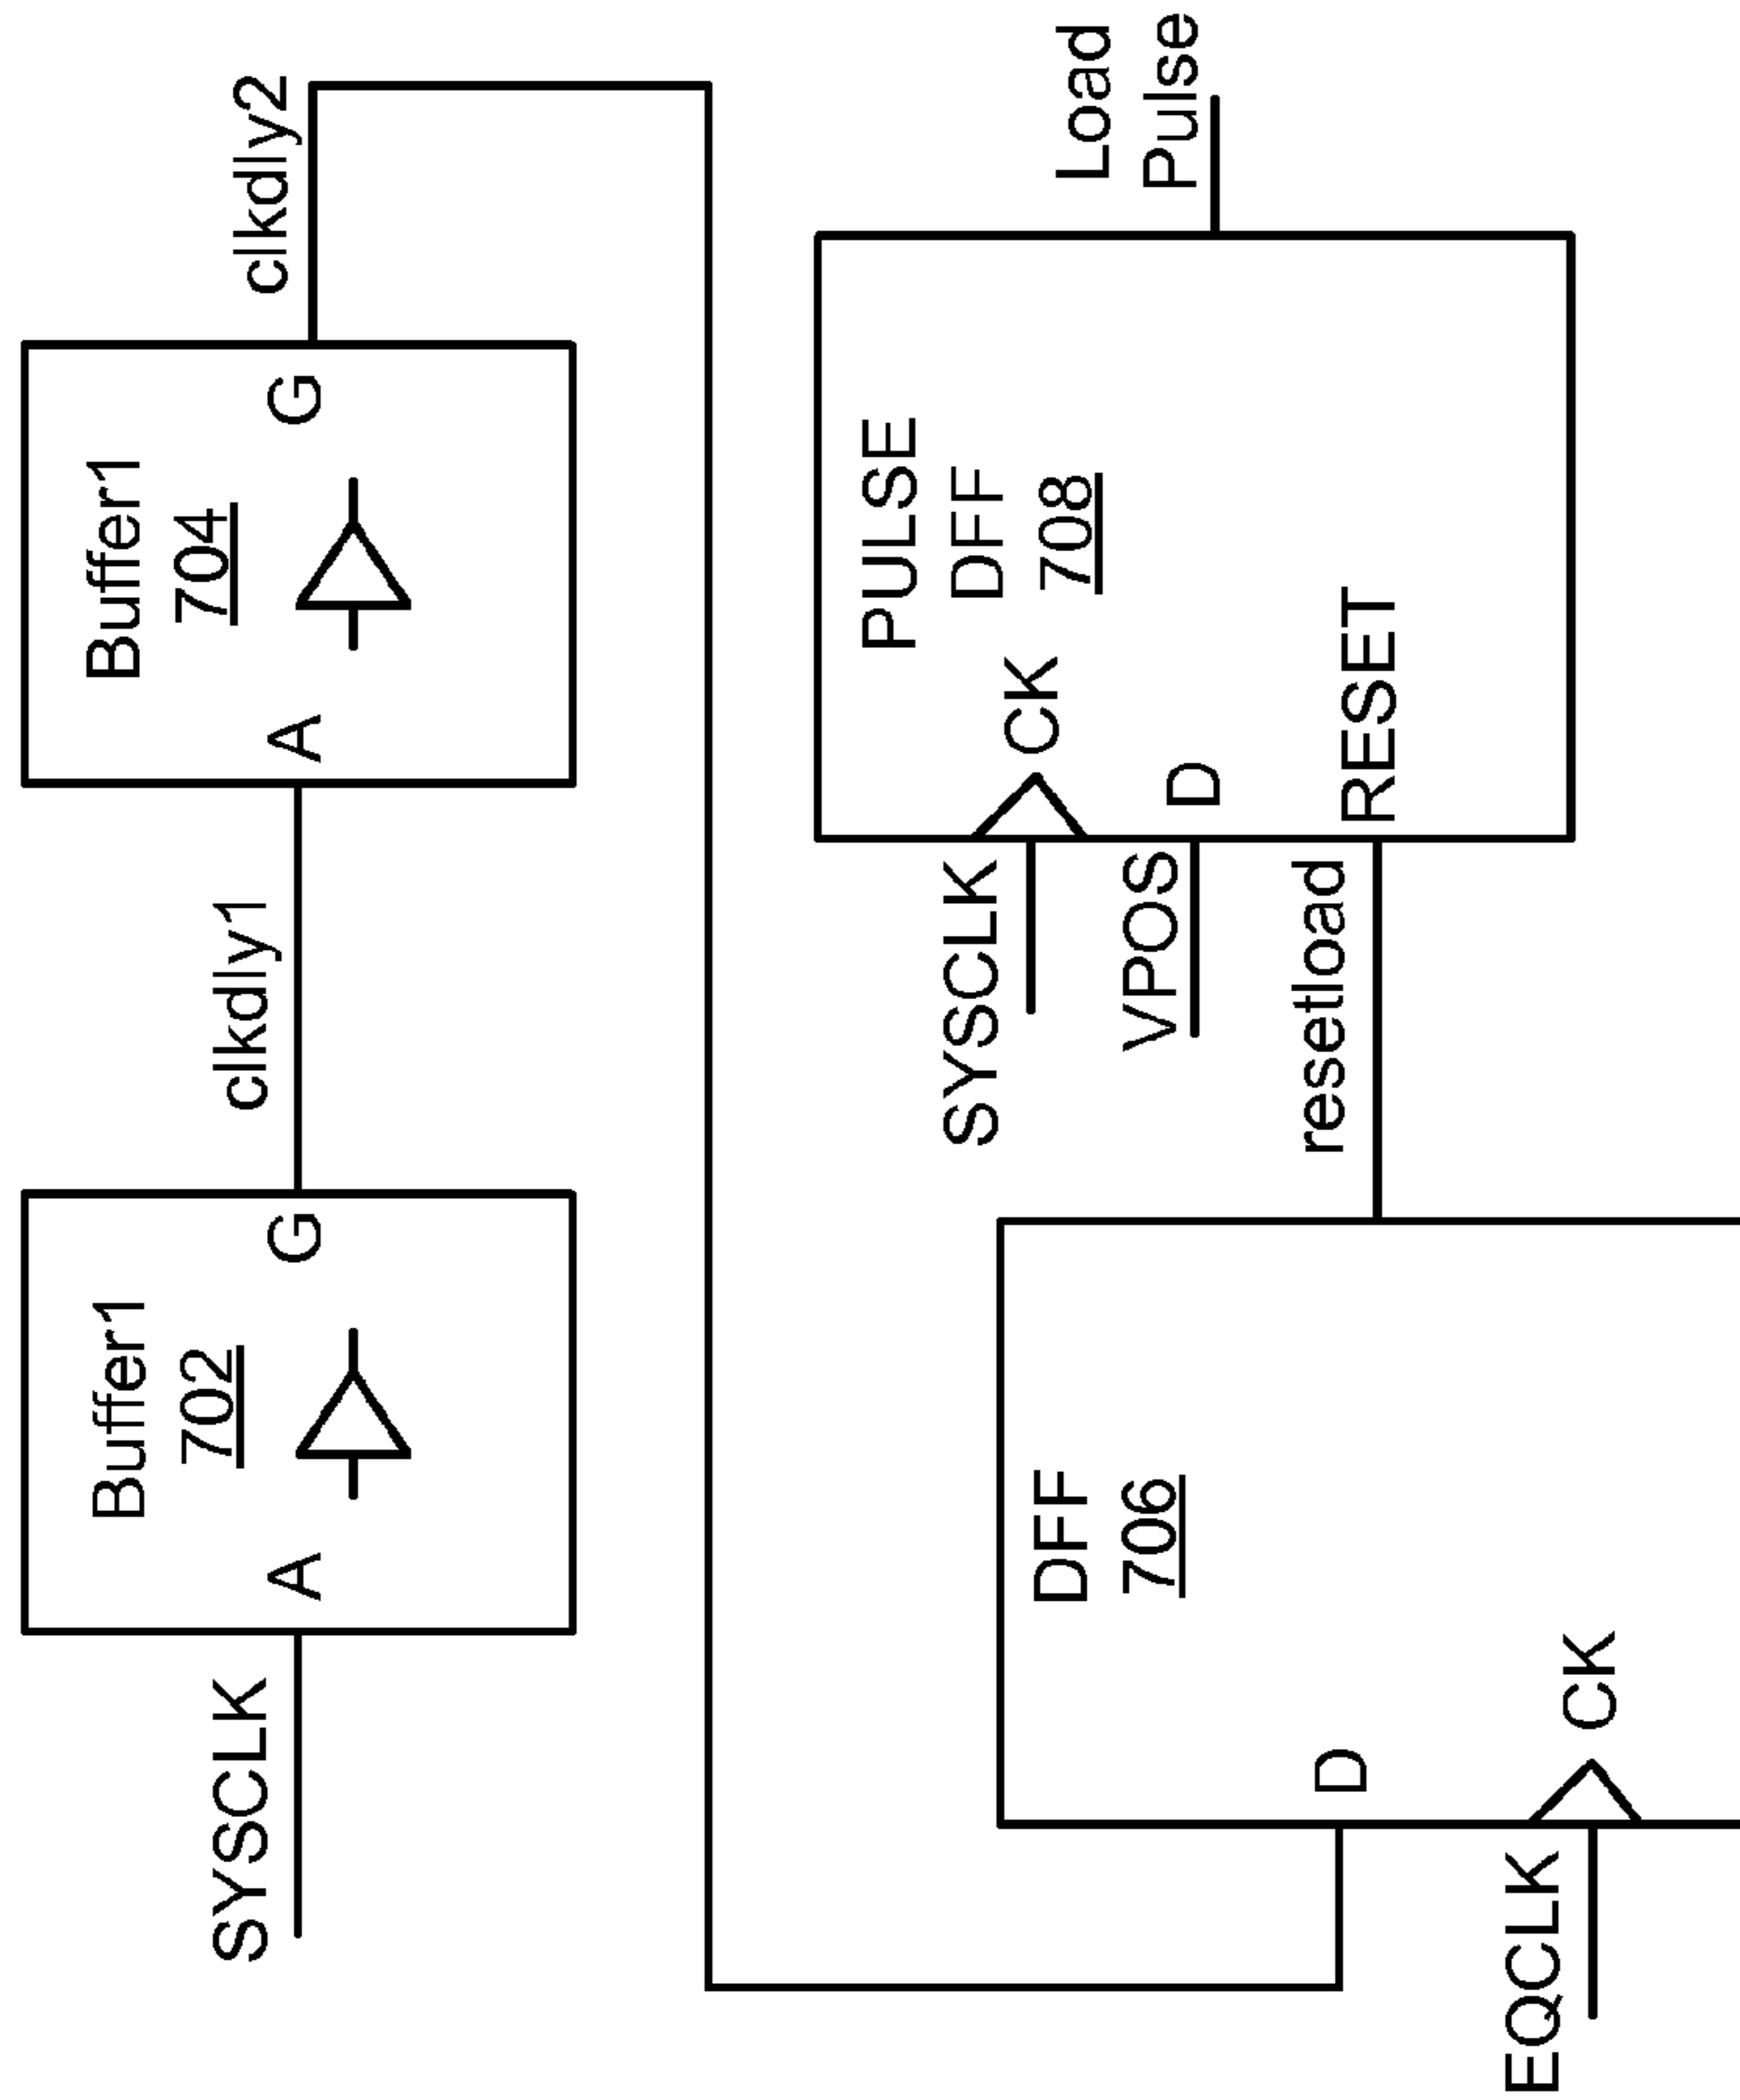 SYSCLK
A
Buffer1
702
G
clkdly1
A
Buffer1
704
G
clkdly2
EQCLK
D
CK
DFF
706
resetload
SYSCLK
VPOS
CK
D
RESET
PULSE
DFF
708
Load
Pulse